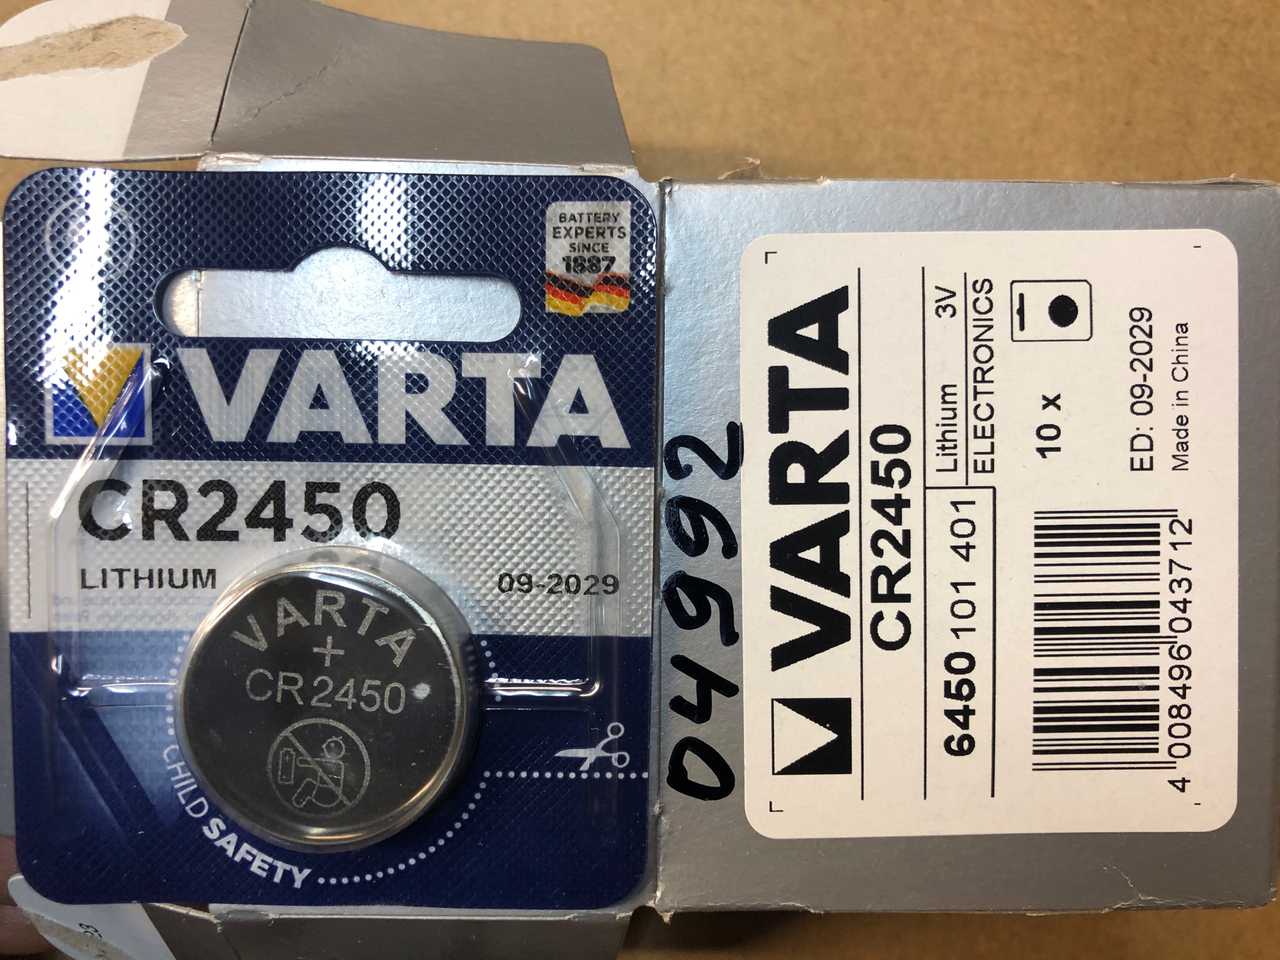 BATTERY
EXPERTS
SINCE
1887
VARTA
CR2450
LITHIUM
09-2029
VARTA
+
CR2450
CHILD SAFETY
04992
VARTA
CR2450
6450 101 401
Lithium 3V
ELECTRONICS
10 x
ED: 09-2029
Made in China
4 008496 043712